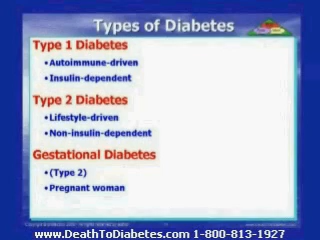 Types of Diabetes
Type 1 Diabetes
• Autoimmune-driven
• Insulin-dependent
Type 2 Diabetes
• Lifestyle-driven
• Non-insulin-dependent
Gestational Diabetes
• (Type 2)
• Pregnant woman
www.DeathToDiabetes.com 1-800-813-1927